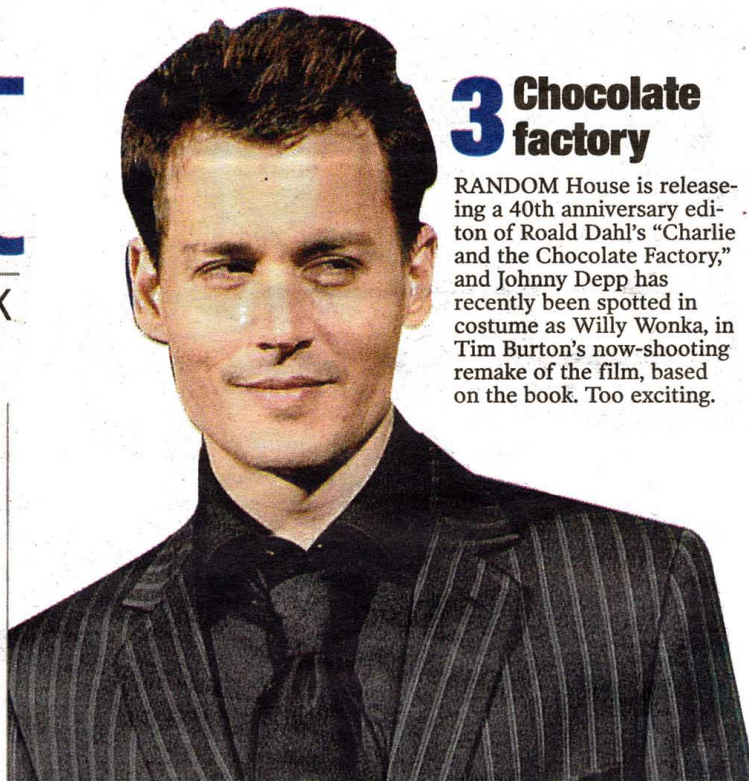 3 Chocolate
factory
RANDOM House is release-
ing a 40th anniversary edi-
ton of Roald Dahl's “Charlie
and the Chocolate Factory,”
and Johnny Depp has
recently been spotted in
costume as Willy Wonka, in
Tim Burton's now-shooting
remake of the film, based
on the book. Too exciting.